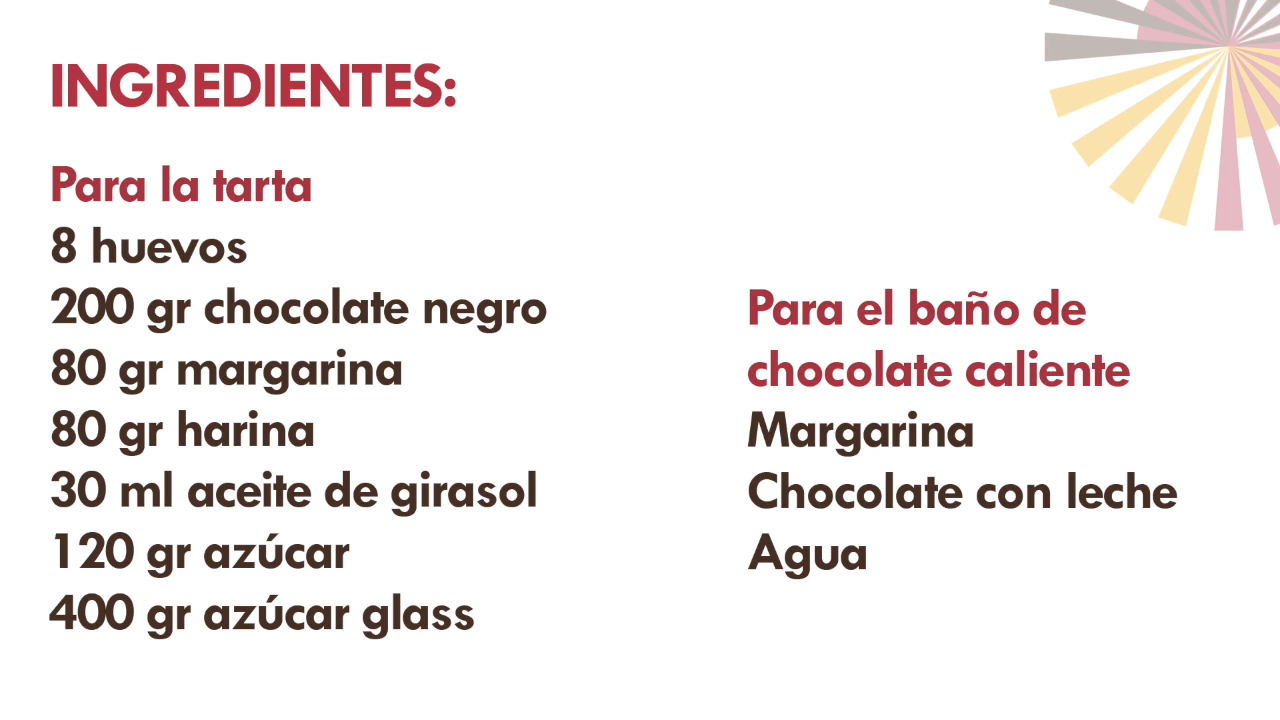 INGREDIENTES:
Para la tarta
8 huevos
200 gr chocolate negro
80 gr margarina
80 gr harina
30 ml aceite de girasol
120 gr azúcar
400 gr azúcar glass
Para el baño de
chocolate caliente
Margarina
Chocolate con leche
Agua